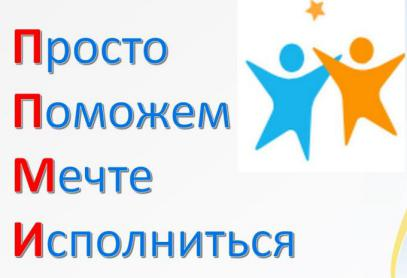 Просто
Поможем
Мечте
Исполниться